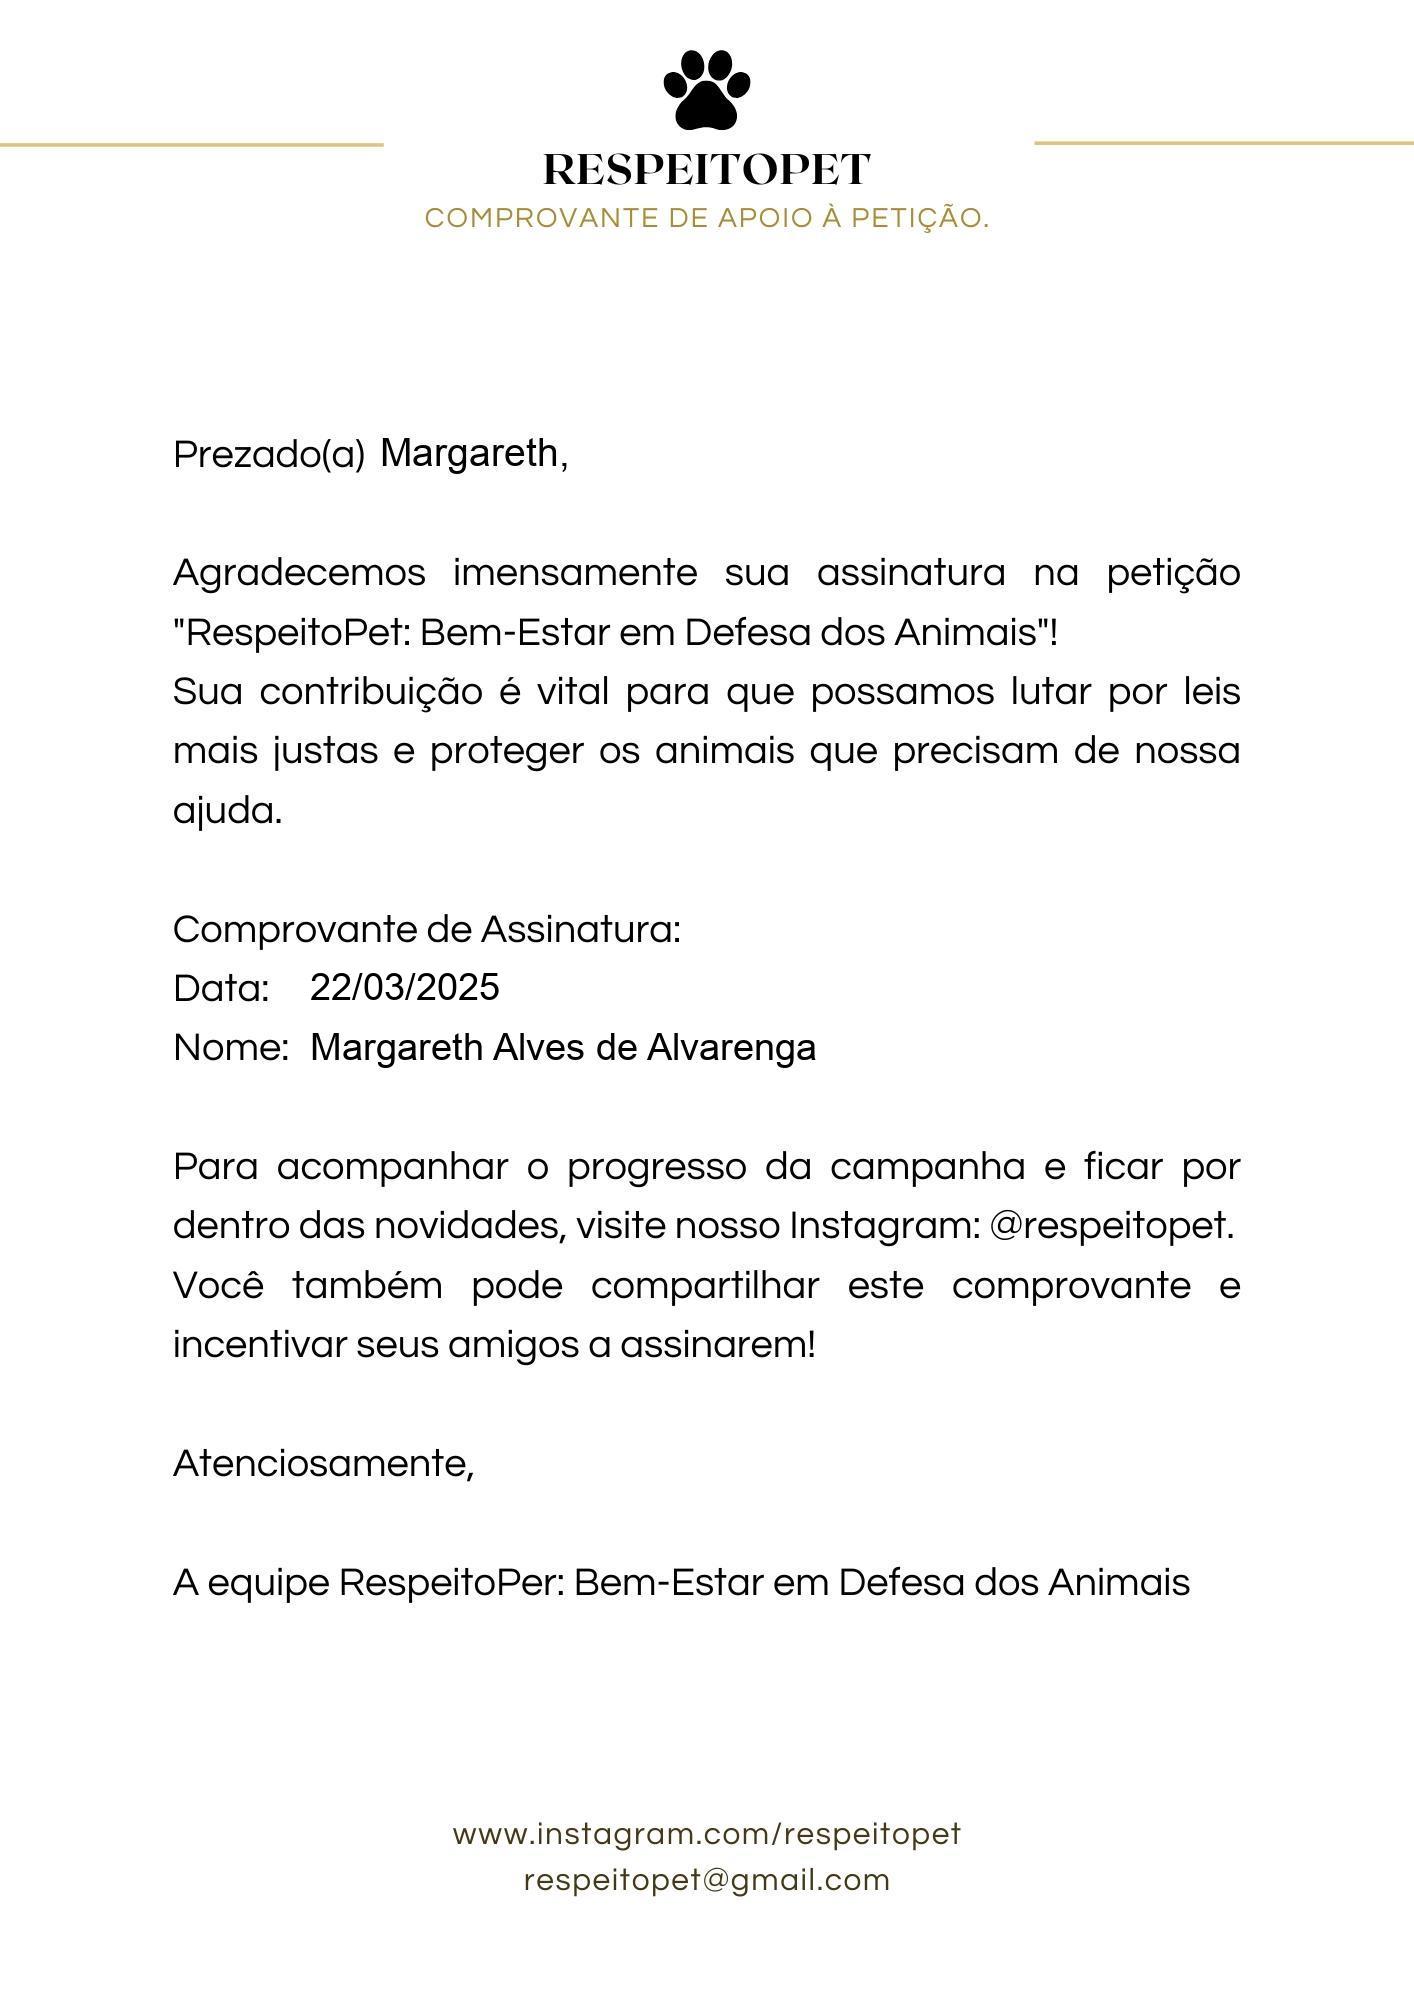 RESPEITOPET
COMPROVANTE DE APOIO À PETIÇÃO.
Prezado(a) Margareth,
Agradecemos imensamente sua assinatura na petição
"RespeitoPet: Bem-Estar em Defesa dos Animais"!
Sua contribuição é vital para que possamos lutar por leis
mais justas e proteger os animais que precisam de nossa
ajuda.
Comprovante de Assinatura:
Data: 22/03/2025
Nome: Margareth Alves de Alvarenga
Para acompanhar o progresso da campanha e ficar por
dentro das novidades, visite nosso Instagram: @respeitopet.
Você também pode compartilhar este comprovante e
incentivar seus amigos a assinarem!
Atenciosamente,
A equipe RespeitoPer: Bem-Estar em Defesa dos Animais
www.instagram.com/respeitopet
respeitopet@gmail.com